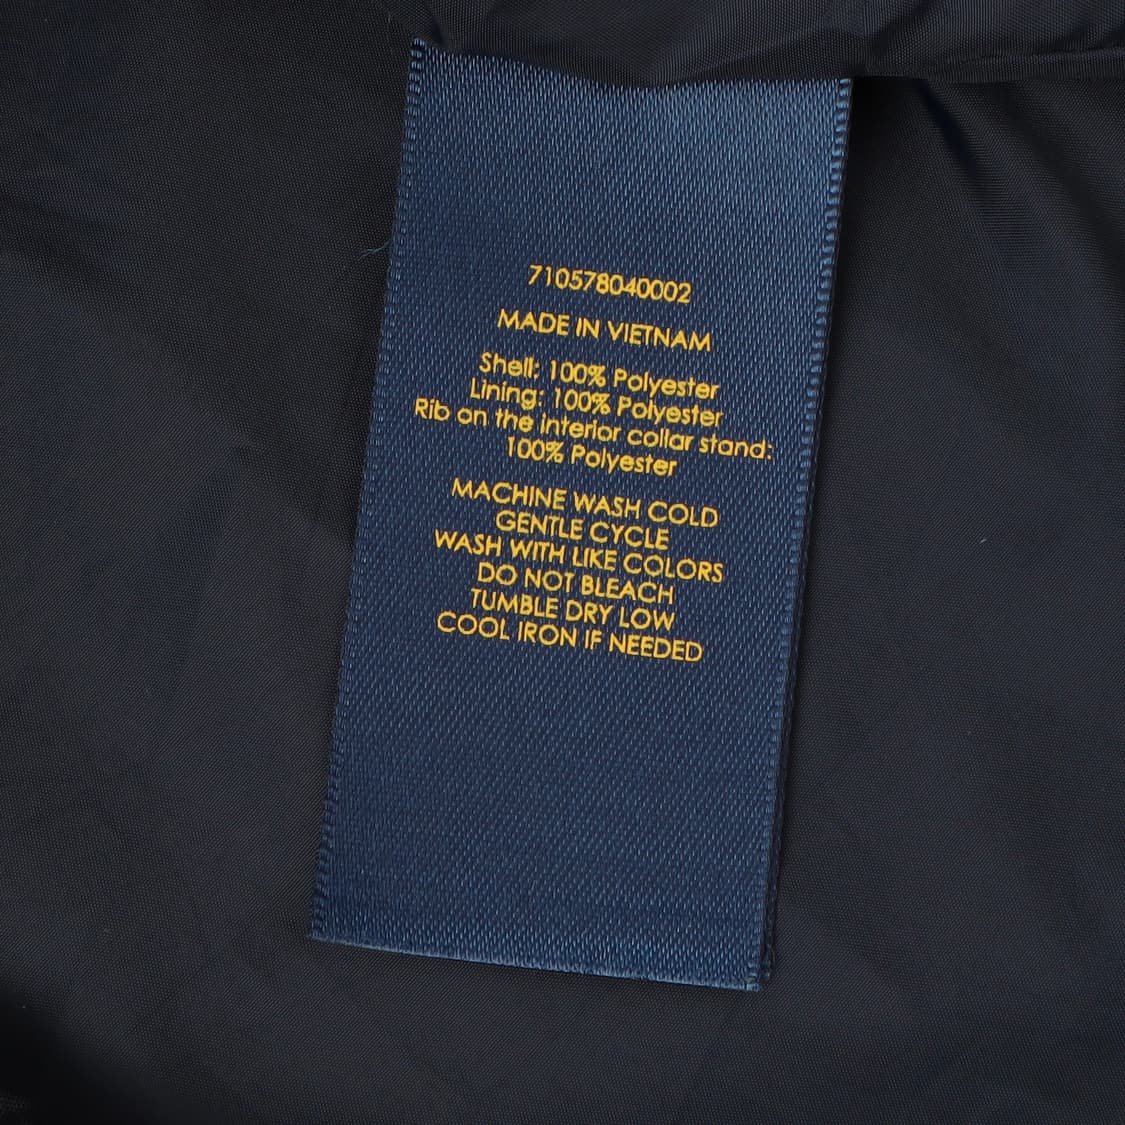 710578040002
MADE IN VIETNAM
Shell: 100% Polyester
Lining: 100% Polyester
Rib on the interior collar stand:
100% Polyester
MACHINE WASH COLD
GENTLE CYCLE
WASH WITH LIKE COLORS
DO NOT BLEACH
TUMBLE DRY LOW
COOL IRON IF NEEDED